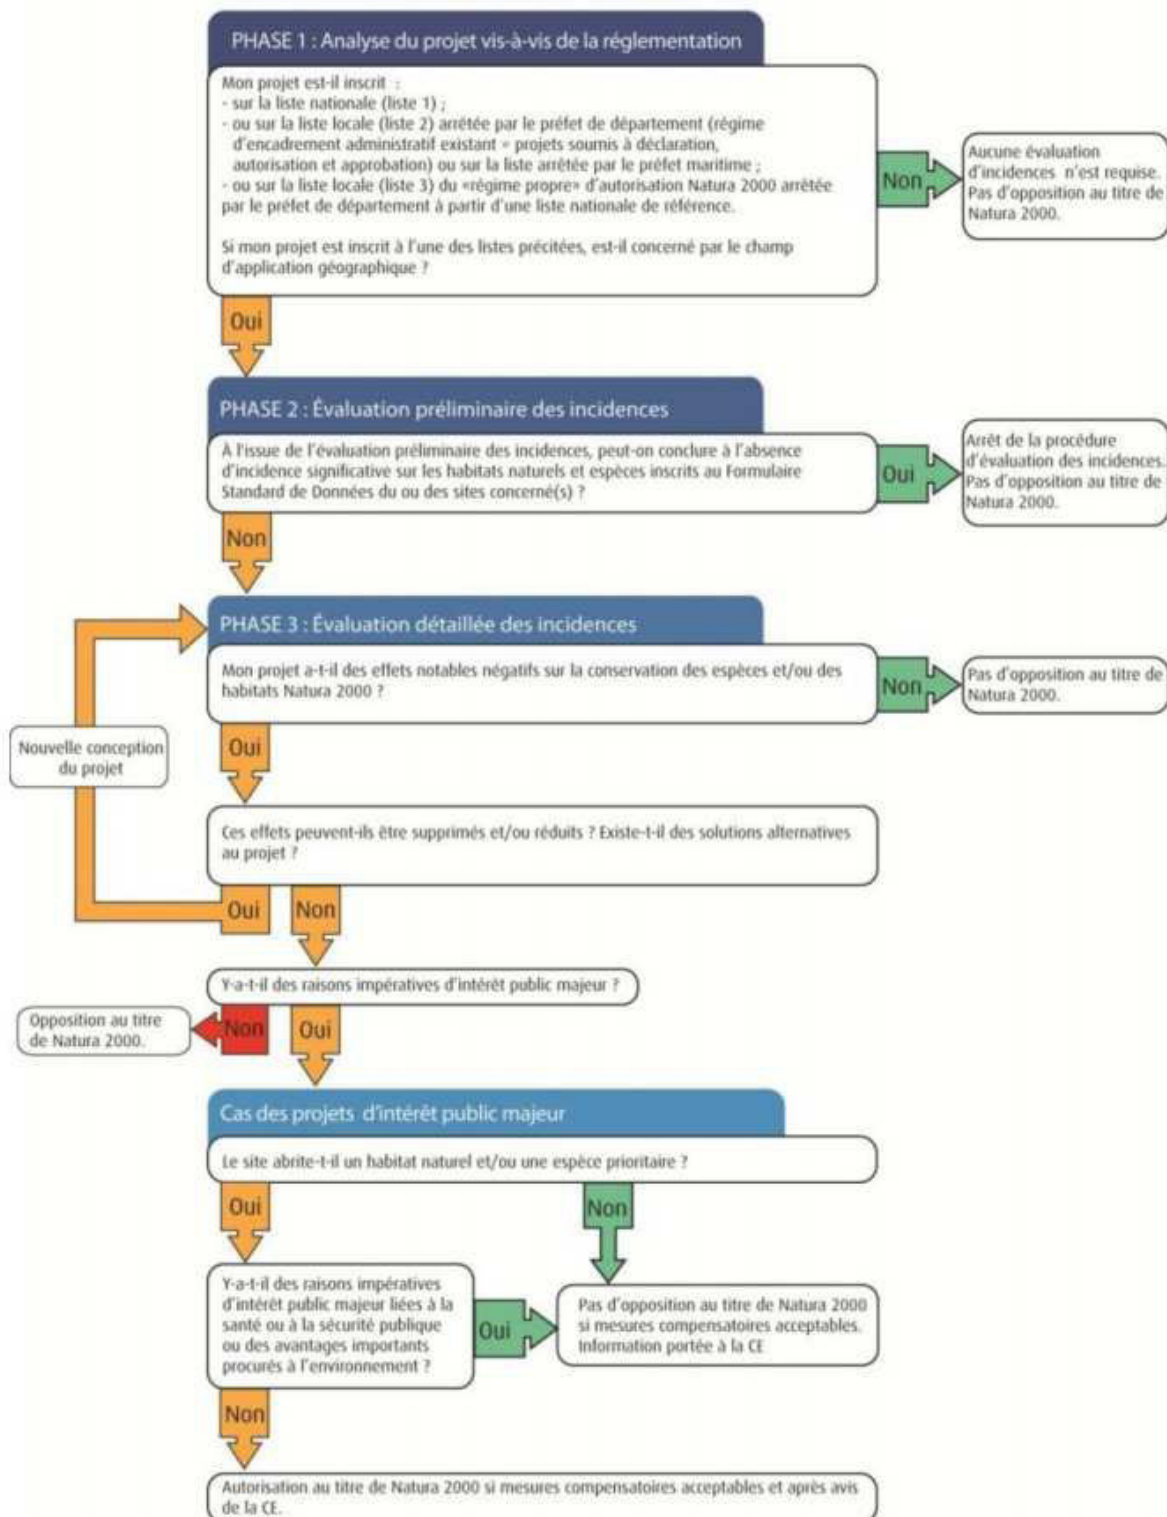 PHASE 1 : Analyse du projet vis-à-vis de la réglementation
Mon projet est-il inscrit :
- sur la liste nationale (liste 1) ;
- ou sur la liste locale (liste 2) arrêtée par le préfet de département (régime
d'encadrement administratif existant = projets soumis à déclaration,
autorisation et approbation) ou sur la liste arrêtée par le préfet maritime ;
- ou sur la liste locale (liste 3) du «régime propre» d'autorisation Natura 2000 arrêtée
par le préfet de département à partir d'une liste nationale de référence.
Si mon projet est inscrit à l'une des listes précitées, est-il concerné par le champ
d'application géographique ?
Non
Aucune évaluation
d'incidences n'est requise.
Pas d'opposition au titre de
Natura 2000.
Oui
PHASE 2 : Évaluation préliminaire des incidences
À l'issue de l'évaluation préliminaire des incidences, peut-on conclure à l'absence
d'incidence significative sur les habitats naturels et espèces inscrits au Formulaire
Standard de Données du ou des sites concerné(s) ?
Oui
Arrêt de la procédure
d'évaluation des incidences.
Pas d'opposition au titre de
Natura 2000.
Non
PHASE 3 : Évaluation détaillée des incidences
Mon projet a-t-il des effets notables négatifs sur la conservation des espèces et/ou des
habitats Natura 2000 ?
Non
Pas d'opposition au titre de
Natura 2000.
Nouvelle conception
du projet
Oui
Ces effets peuvent-ils être supprimés et/ou réduits ? Existe-t-il des solutions alternatives
au projet ?
Oui
Non
Y-a-t-il des raisons impératives d'intérêt public majeur ?
Opposition au titre
de Natura 2000.
Non
Oui
Cas des projets d'intérêt public majeur
Le site abrite-t-il un habitat naturel et/ou une espèce prioritaire ?
Oui
Non
Y-a-t-il des raisons impératives
d'intérêt public majeur liées à la
santé ou à la sécurité publique
ou des avantages importants
procurés à l'environnement ?
Oui
Pas d'opposition au titre de Natura 2000
si mesures compensatoires acceptables.
Information portée à la CE
Non
Autorisation au titre de Natura 2000 si mesures compensatoires acceptables et après avis
de la CE.